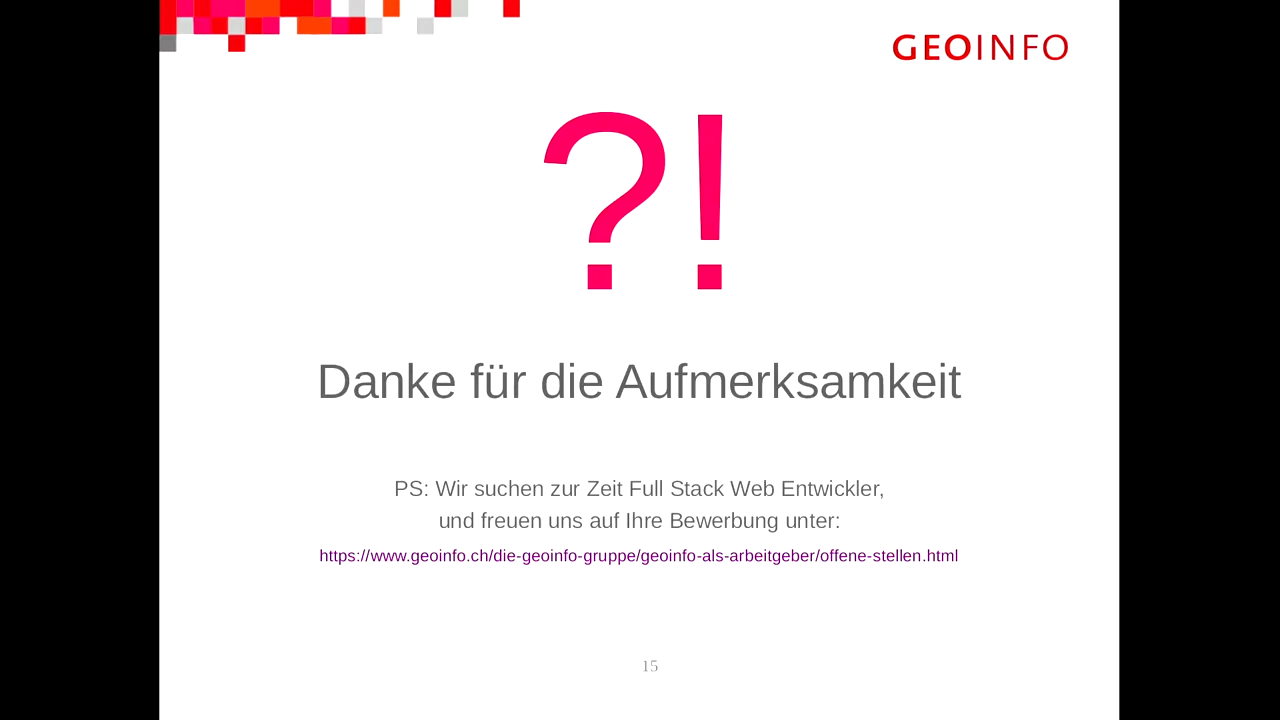 GEOINFO
?!
Danke für die Aufmerksamkeit
PS: Wir suchen zur Zeit Full Stack Web Entwickler,
und freuen uns auf Ihre Bewerbung unter:
https://www.geoinfo.ch/die-geoinfo-gruppe/geoinfo-als-arbeitgeber/offene-stellen.html
15